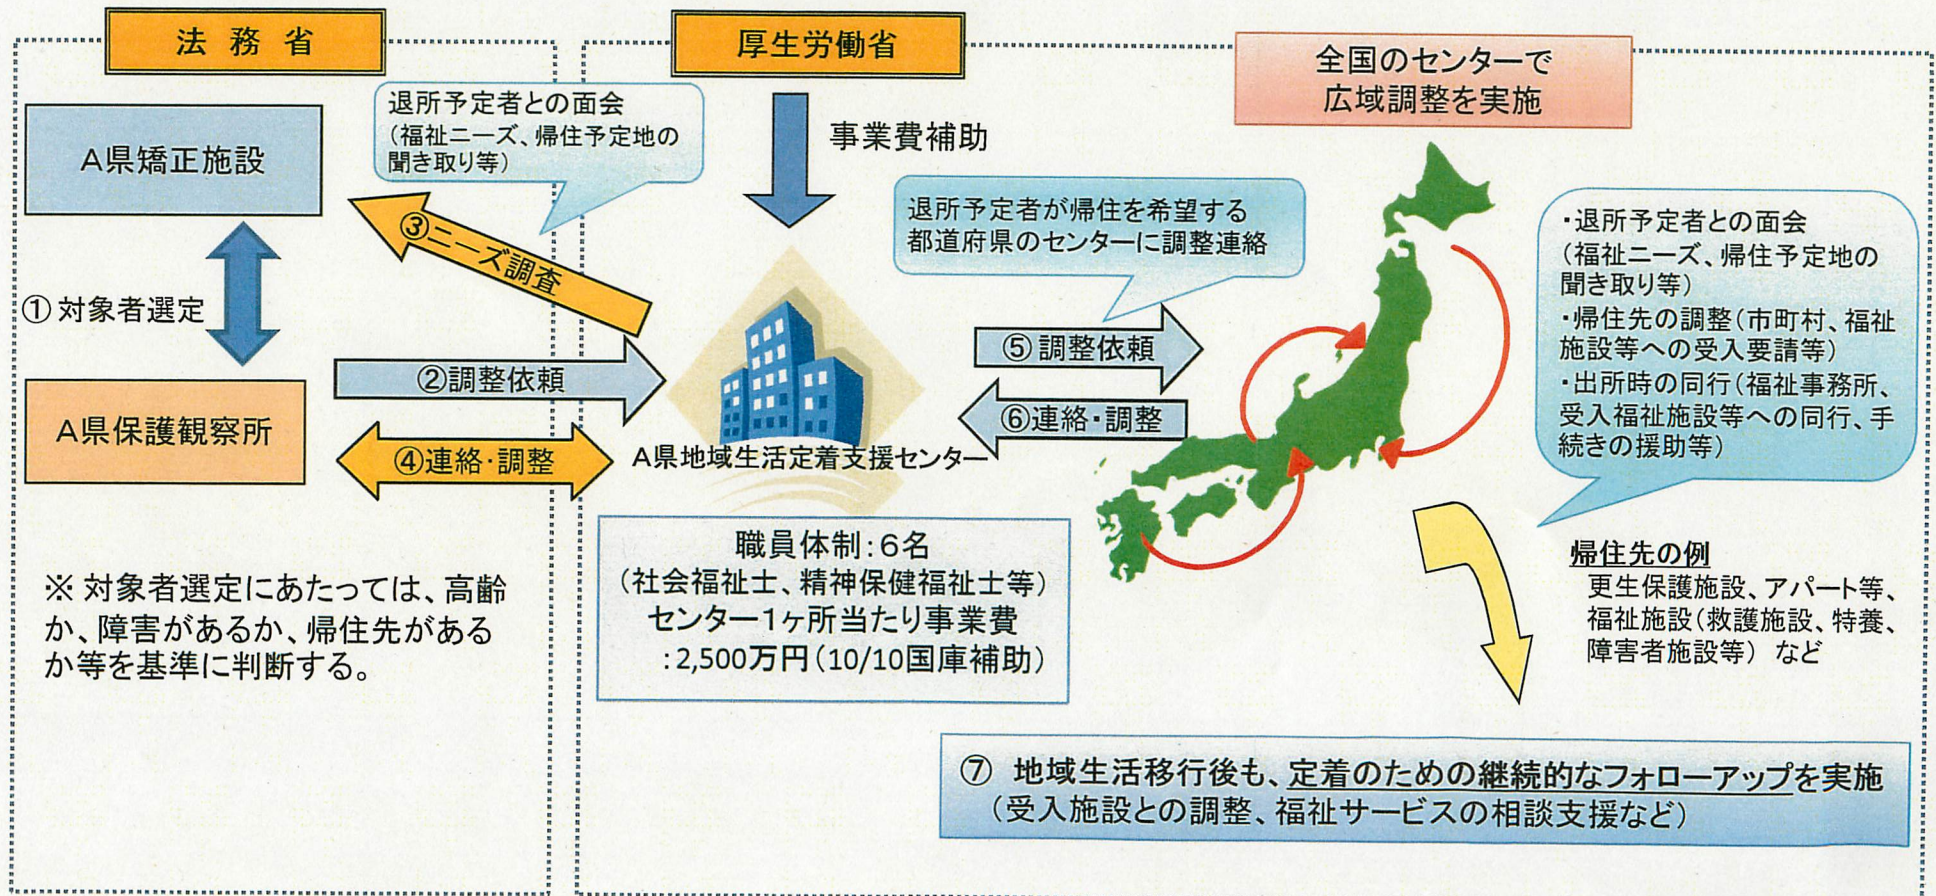 法務省
厚生労働省
全国のセンターで
広域調整を実施
A県矯正施設
退所予定者との面会
(福祉ニーズ、帰住予定地の
聞き取り等)
事業費補助
③ニーズ調査
①対象者選定
A県保護観察所
②調整依頼
④連絡・調整
A県地域生活定着支援センター
退所予定者が帰住を希望する
都道府県のセンターに調整連絡
⑤調整依頼
⑥連絡・調整
・退所予定者との面会
(福祉ニーズ、帰住予定地の
聞き取り等)
・帰住先の調整(市町村、福祉
施設等への受入要請等)
・出所時の同行(福祉事務所、
受入福祉施設等への同行、手
続きの援助等)
※ 対象者選定にあたっては、高齢
か、障害があるか、帰住先がある
か等を基準に判断する。
職員体制:6名
(社会福祉士、精神保健福祉士等)
センター1ヶ所当たり事業費
:2,500万円(10/10国庫補助)
帰住先の例
更生保護施設、アパート等、
福祉施設(救護施設、特養、
障害者施設等) など
⑦ 地域生活移行後も、定着のための継続的なフォローアップを実施
(受入施設との調整、福祉サービスの相談支援など)